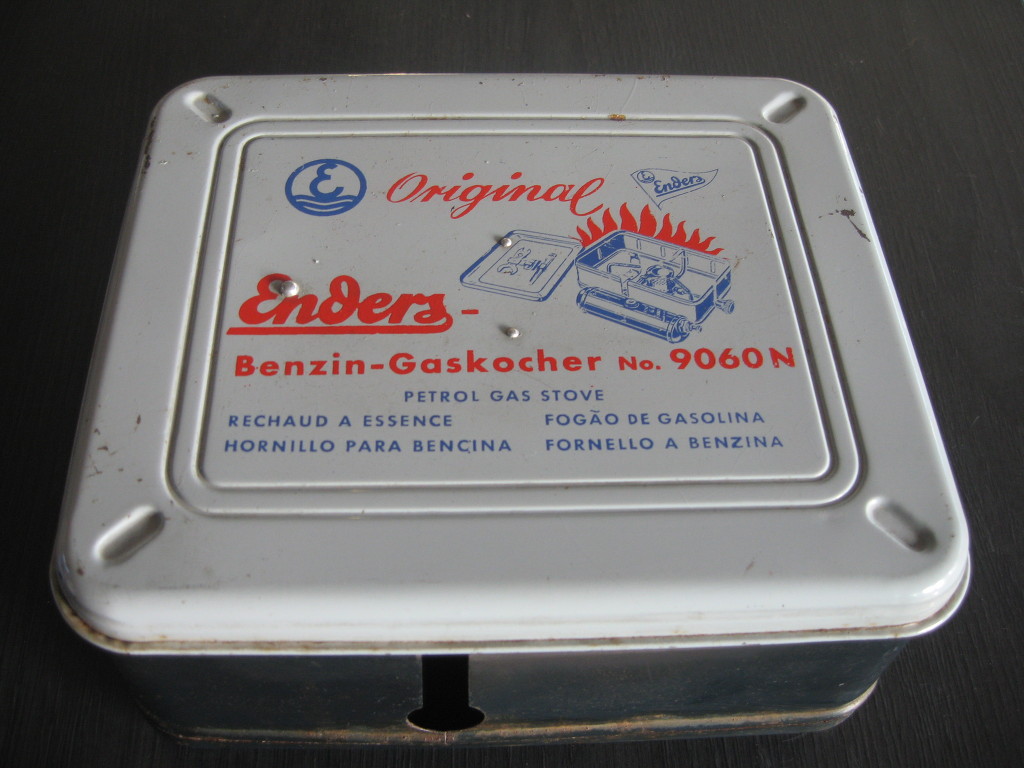 E
Original
Enders
Enders-
Benzin-Gaskocher No. 9060 N
PETROL GAS STOVE
RECHAUD A ESSENCE FOGÃO DE GASOLINA
HORNILLO PARA BENCINA FORNELLO A BENZINA